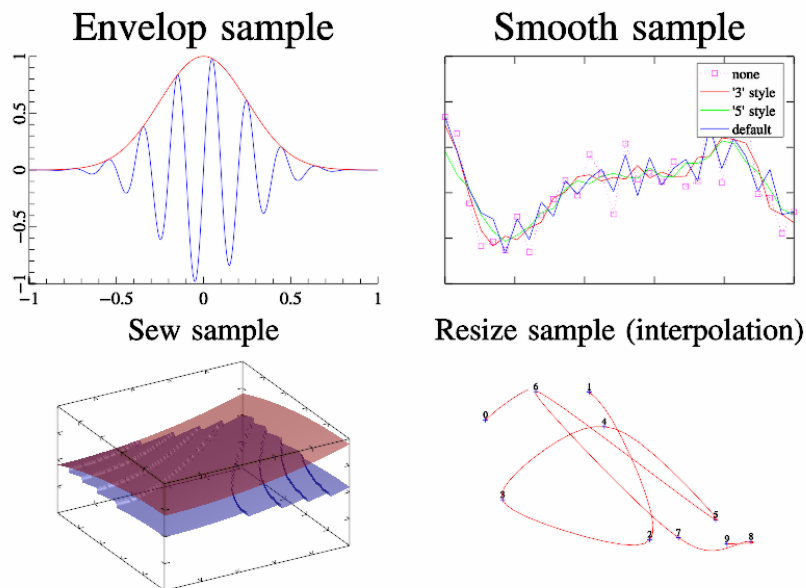 Envelop sample
1
0.5
0
−0.5
−1
−1
−0.5
0
0.5
1
Smooth sample
none
'3' style
'5' style
default
Sew sample
Resize sample (interpolation)
6
1
0
4
3
5
2
7
9
8